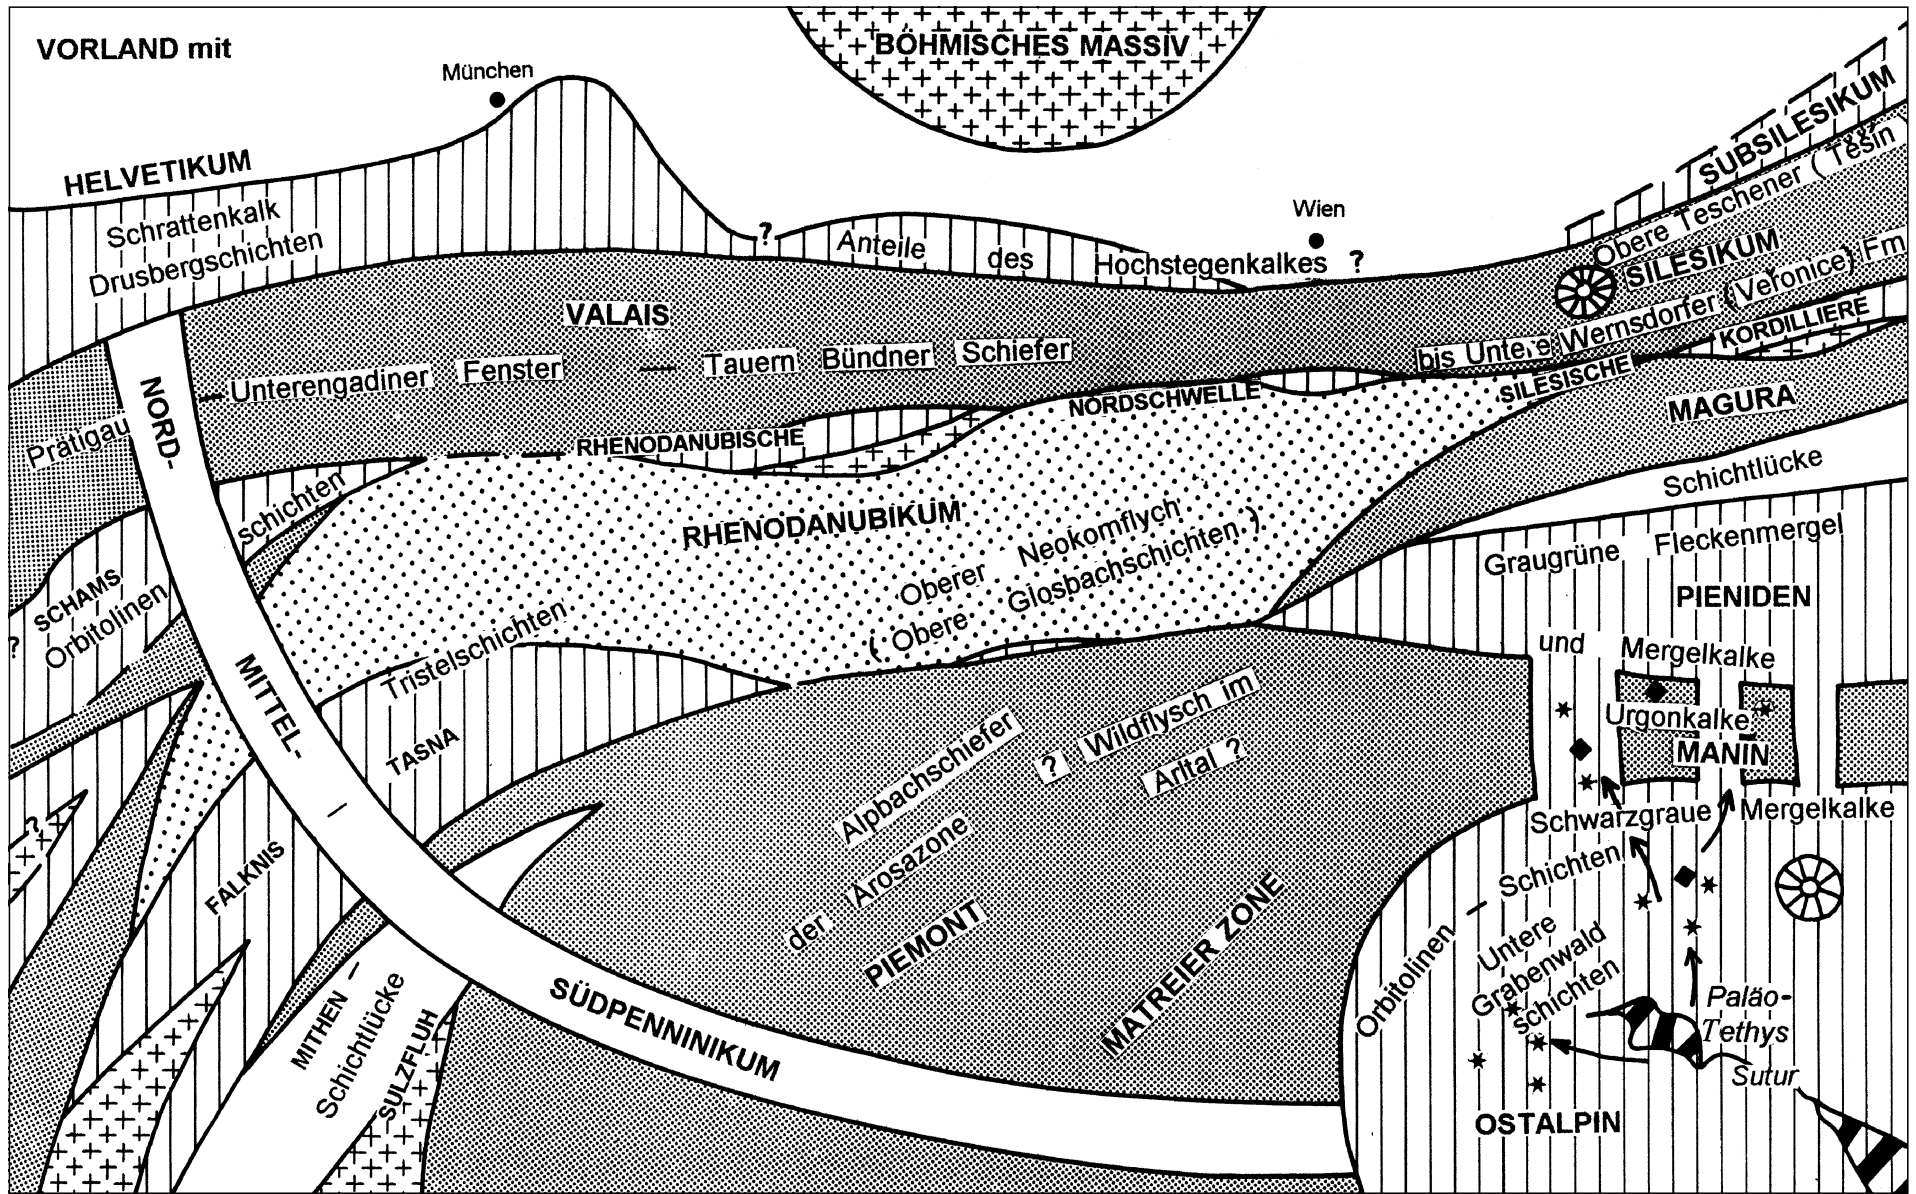 VORLAND mit
BÖHMISCHES MASSIV
München
HELVETIKUM
Schrattenkalk
Drusbergschichten
?
Anteile des Hochstegenkalkes ?
Wien
SUBSILESIKUM
Obere Teschener (Tešin)
SILESIKUM
bis Untere Wernsdorfer (Veronice) Fm
VALAIS
Unterengadiner Fenster — Tauern Bündner Schiefer
SILESISCHE KORDILLIERE
RHENODANUBISCHE NORDSCHWELLE
MAGURA
Prätigau
schichten
Schichtlücke
RHENODANUBIKUM
Oberer Neokomflych
(Obere Glosbachschichten)
Graugrüne Fleckenmergel
PIENIDEN
und Mergelkalke
SCHAMS
?
Orbitolinen
Tristelschichten
TASNA
Urgonkalke
MANIN
Alpbachschiefer
der Arosazone
? Wildflysch im
Arltal ?
PIEMONT
MATREIER ZONE
Schwarzgraue Mergelkalke
?
FALKNIS
MITHEN –
Schichtlücke
SULZFLUH
NORD-
MITTEL-
SÜDPENNINIKUM
Orbitolinen – Schichten
Untere
Grabenwald
schichten
Paläo-
Tethys
Sutur
OSTALPIN